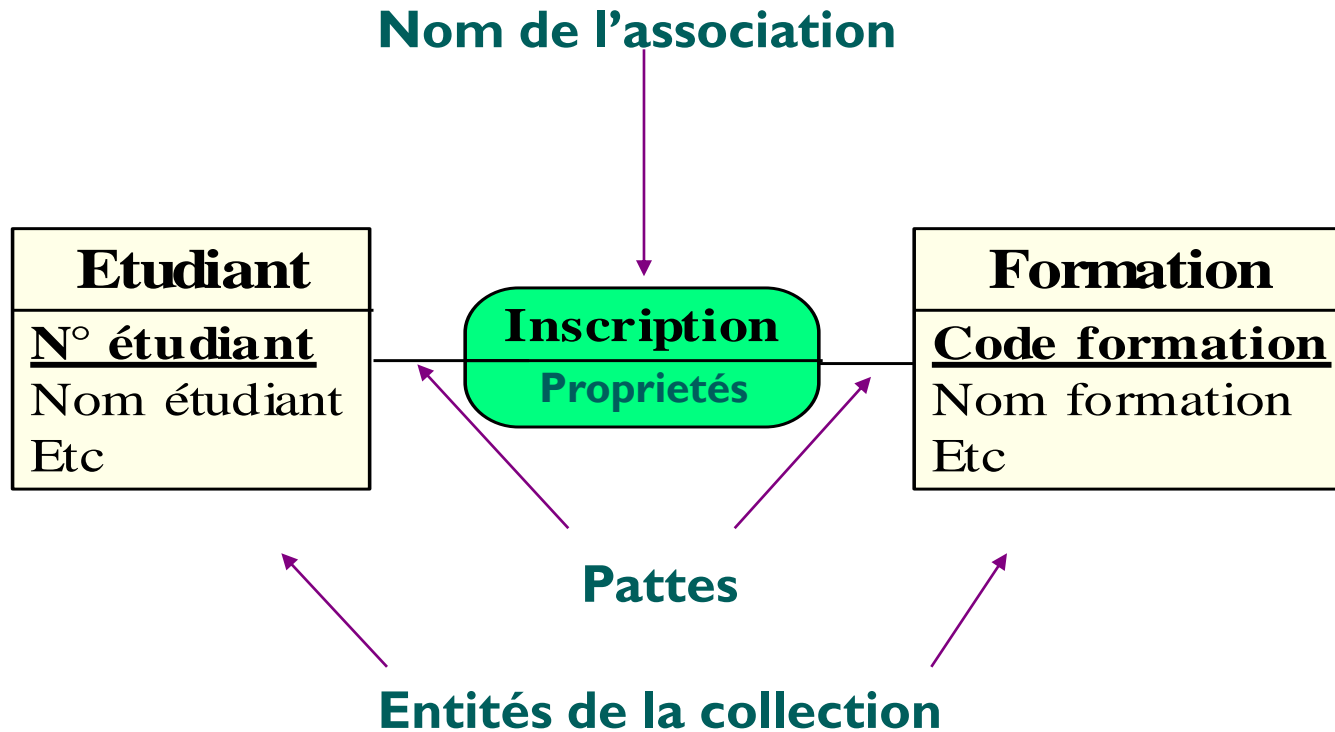 Nom de l'association
Etudiant
N° étudiant
Nom étudiant
Etc
Inscription
Proprietés
Formation
Code formation
Nom formation
Etc
Pattes
Entités de la collection